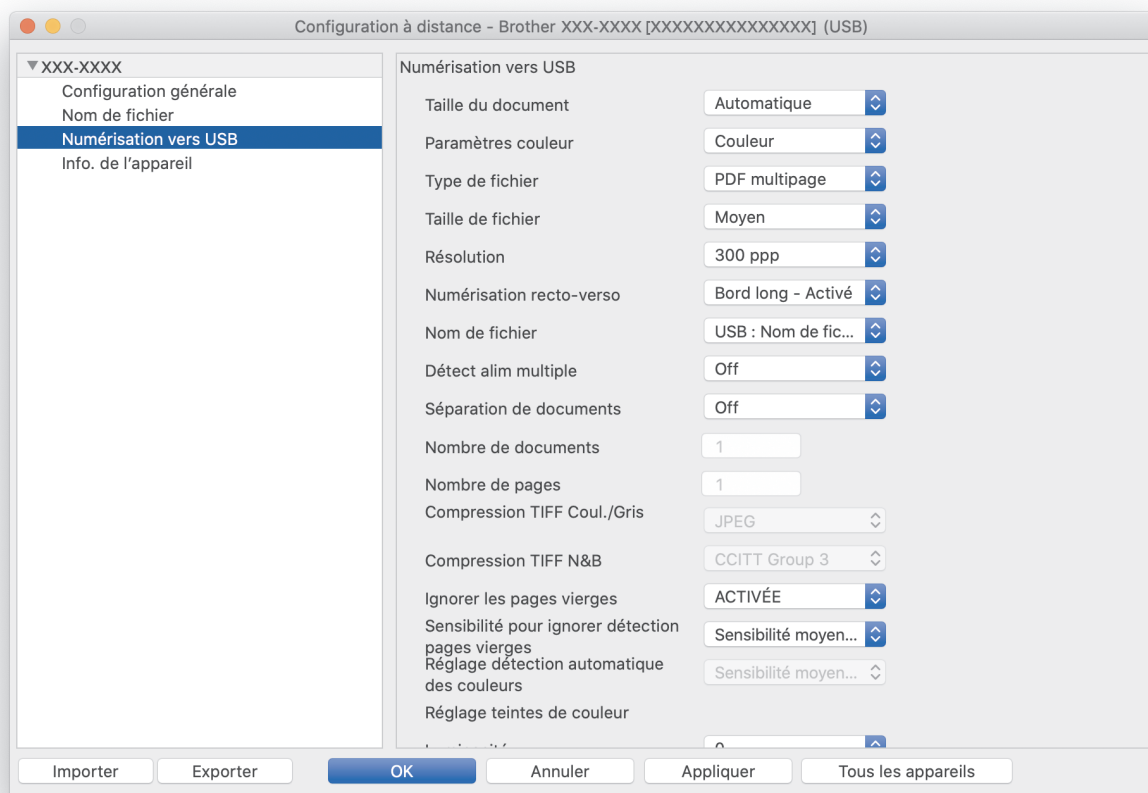 Configuration à distance - Brother XXX-XXXX [XXXXXXXXXXXXXXX] (USB)
XXX-XXXX
Configuration générale
Nom de fichier
Numérisation vers USB
Info. de l'appareil
Numérisation vers USB
Taille du document Automatique
Paramètres couleur Couleur
Type de fichier PDF multipage
Taille de fichier Moyen
Résolution 300 ppp
Numérisation recto-verso Bord long - Activé
Nom de fichier USB : Nom de fic...
Détect alim multiple Off
Séparation de documents Off
Nombre de documents 1
Nombre de pages 1
Compression TIFF Coul./Gris JPEG
Compression TIFF N&B CCITT Group 3
Ignorer les pages vierges ACTIVÉE
Sensibilité pour ignorer détection
pages vierges Sensibilité moyen...
Réglage détection automatique
des couleurs Sensibilité moyen...
Réglage teintes de couleur
Importer Exporter OK Annuler Appliquer Tous les appareils